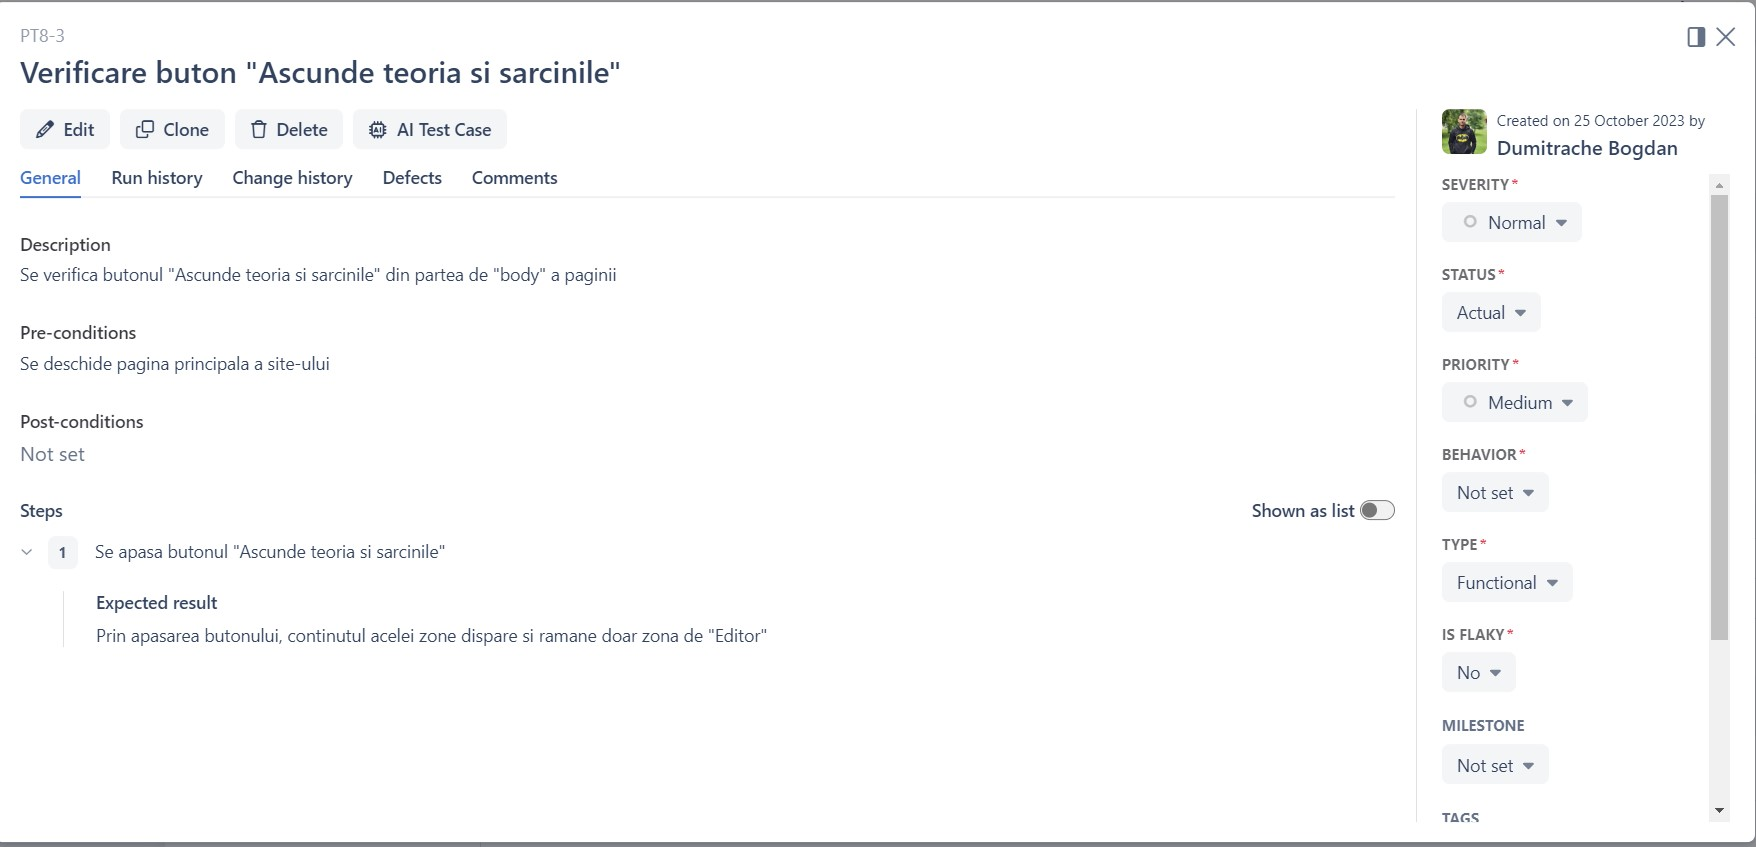 PT8-3
Verificare buton "Ascunde teoria si sarcinile"
Edit
Clone
Delete
AI Test Case
General
Run history
Change history
Defects
Comments
Description
Se verifica butonul "Ascunde teoria si sarcinile" din partea de "body" a paginii
Pre-conditions
Se deschide pagina principala a site-ului
Post-conditions
Not set
Steps
Shown as list
1
Se apasa butonul "Ascunde teoria si sarcinile"
Expected result
Prin apasarea butonului, continutul acelei zone dispare si ramane doar zona de "Editor"
Created on 25 October 2023 by
Dumitrache Bogdan
SEVERITY*
Normal
STATUS*
Actual
PRIORITY*
Medium
BEHAVIOR*
Not set
TYPE*
Functional
IS FLAKY*
No
MILESTONE
Not set
TAGS